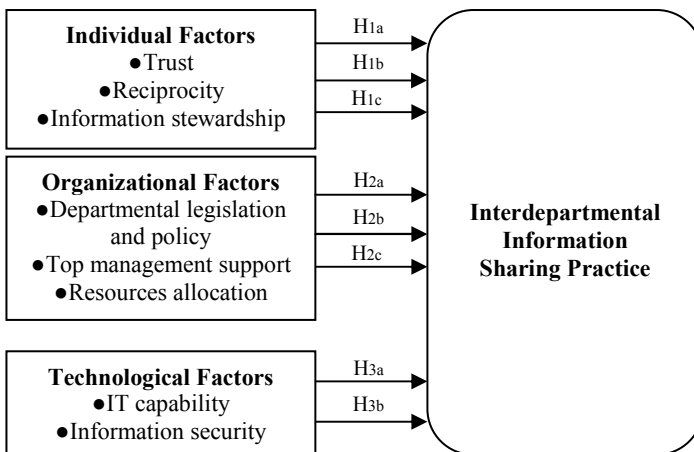 Individual Factors
●Trust
●Reciprocity
●Information stewardship
H1a
H1b
H1c
Organizational Factors
●Departmental legislation
and policy
●Top management support
●Resources allocation
H2a
H2b
H2c
Technological Factors
●IT capability
●Information security
H3a
H3b
Interdepartmental
Information
Sharing Practice